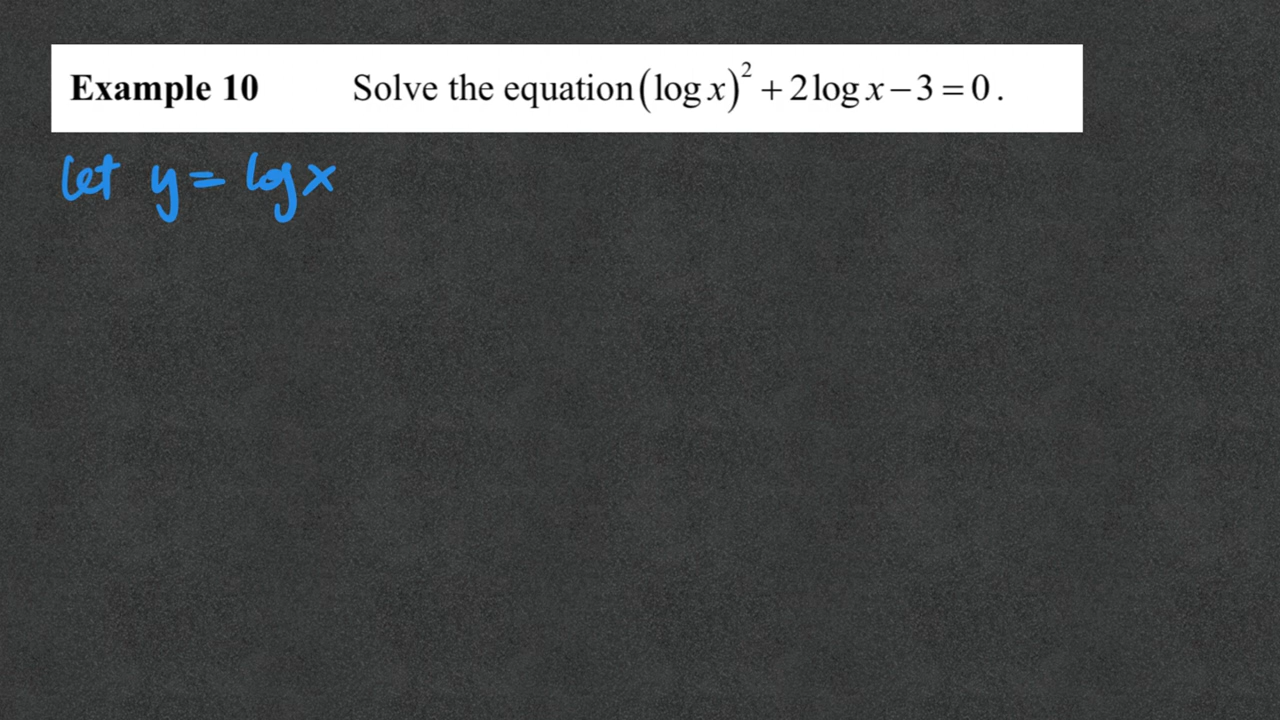 Example 10 Solve the equation (log x)² + 2 log x − 3 = 0.
let y = log x